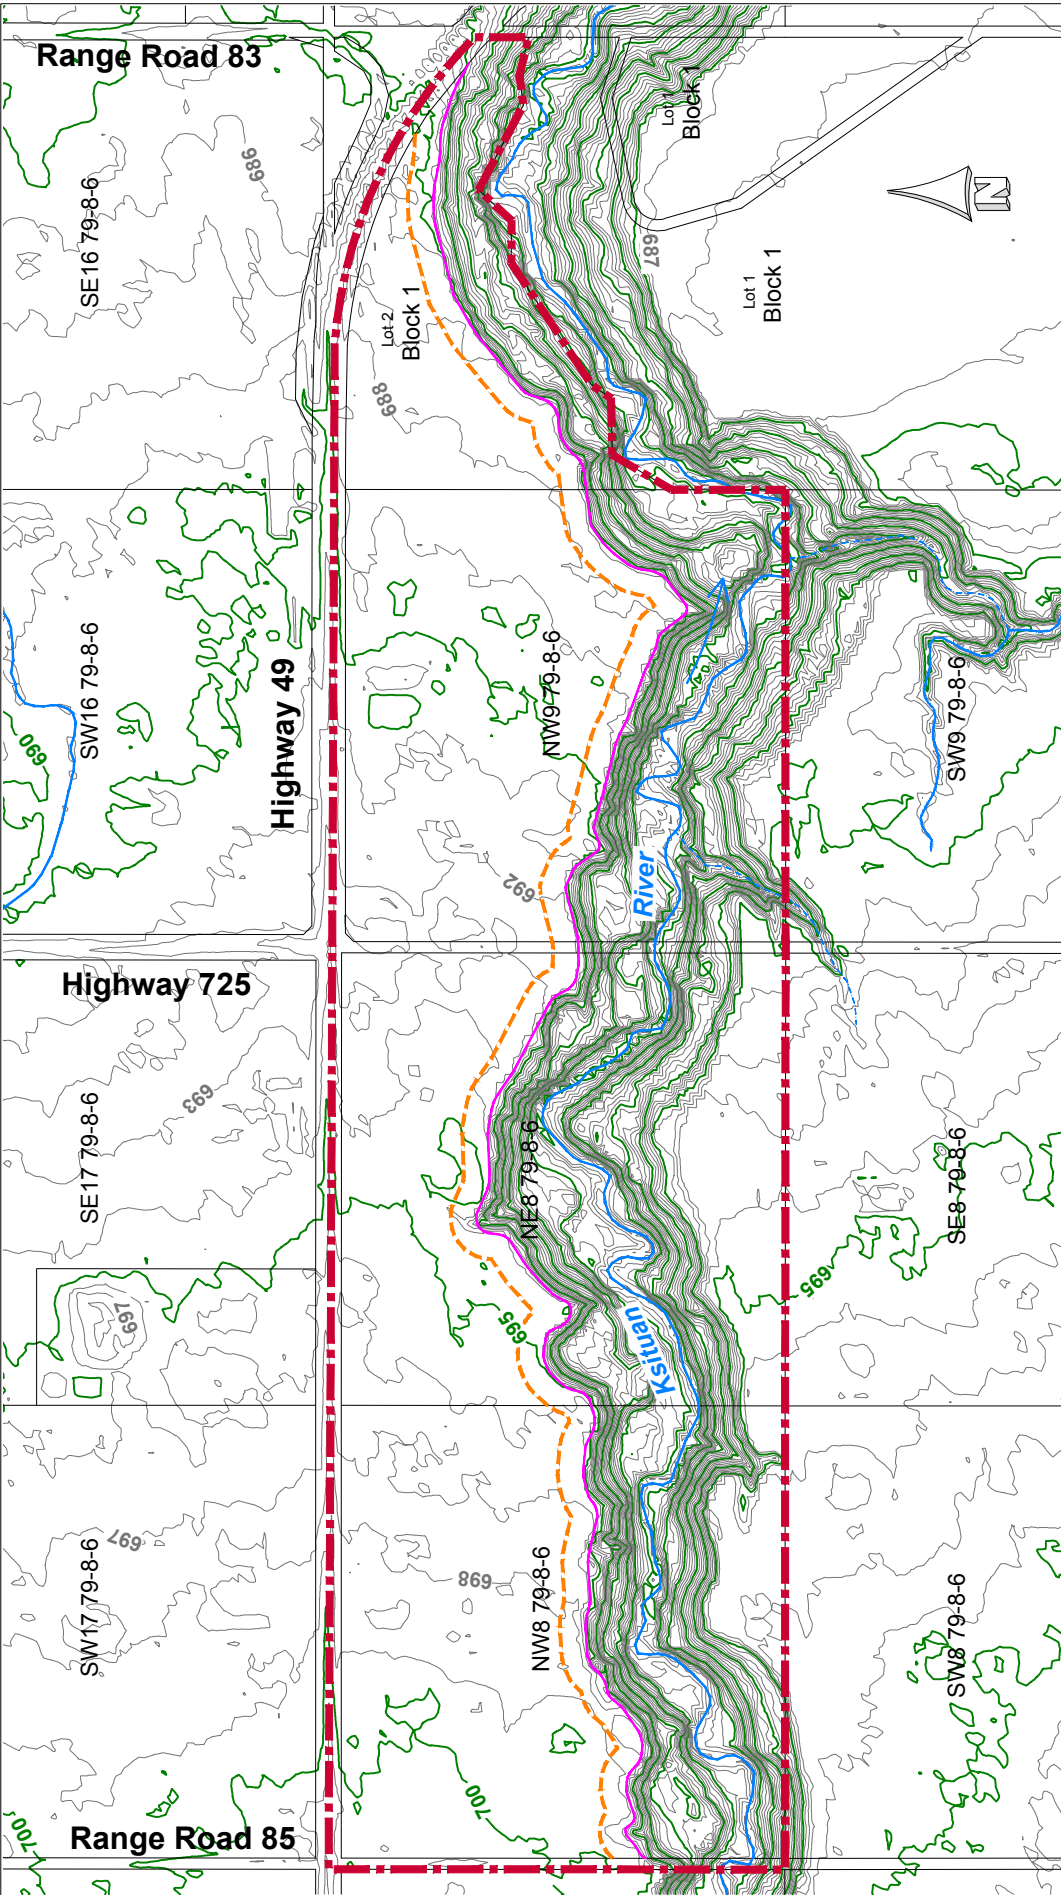 Range Road 83
SE16 79-8-6
686
Lot 1
Block 1
N
687
Lot 1
Block 1
Lot 2
Block 1
688
SW16 79-8-6
690
Highway 49
NW9 79-8-6
SW9 79-8-6
692
River
Highway 725
693
SE17 79-8-6
NE8 79-8-6
SE8 79-8-6
695
697
695
Ksituan
697
SW17 79-8-6
698
NW8 79-8-6
SW8 79-8-6
700
700
Range Road 85